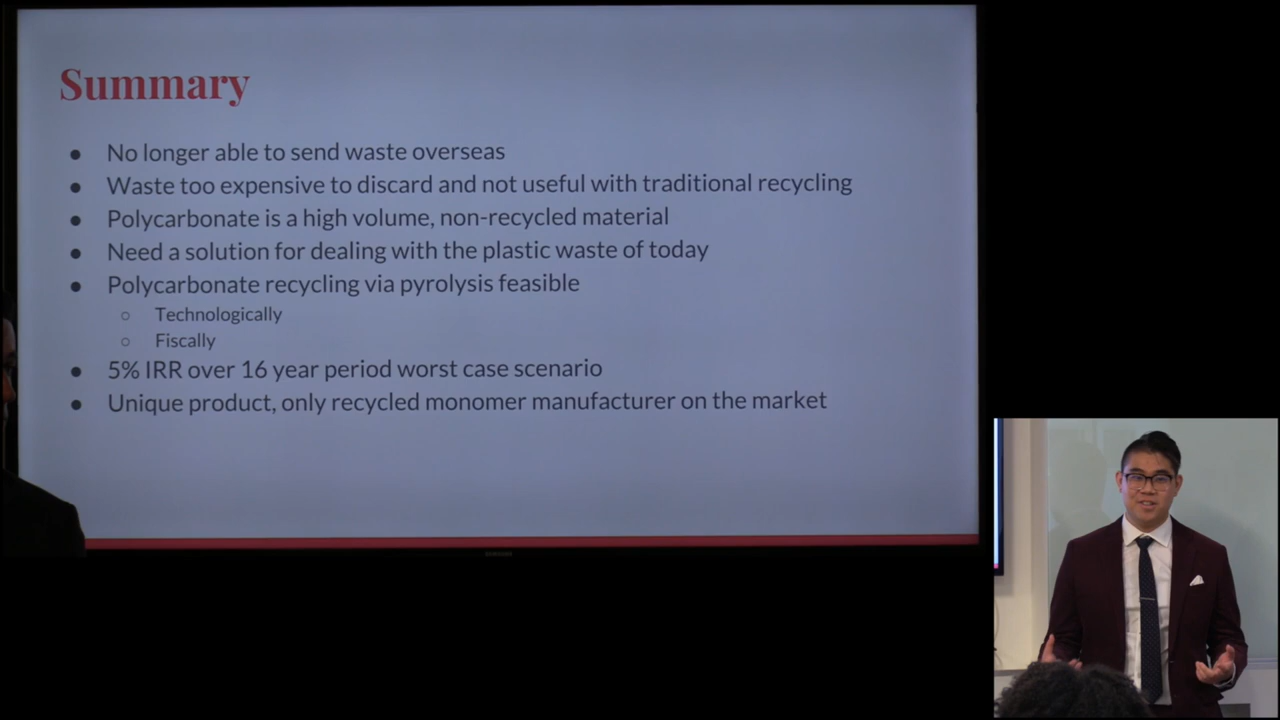 Summary
● No longer able to send waste overseas
● Waste too expensive to discard and not useful with traditional recycling
● Polycarbonate is a high volume, non-recycled material
● Need a solution for dealing with the plastic waste of today
● Polycarbonate recycling via pyrolysis feasible
○ Technologically
○ Fiscally
● 5% IRR over 16 year period worst case scenario
● Unique product, only recycled monomer manufacturer on the market